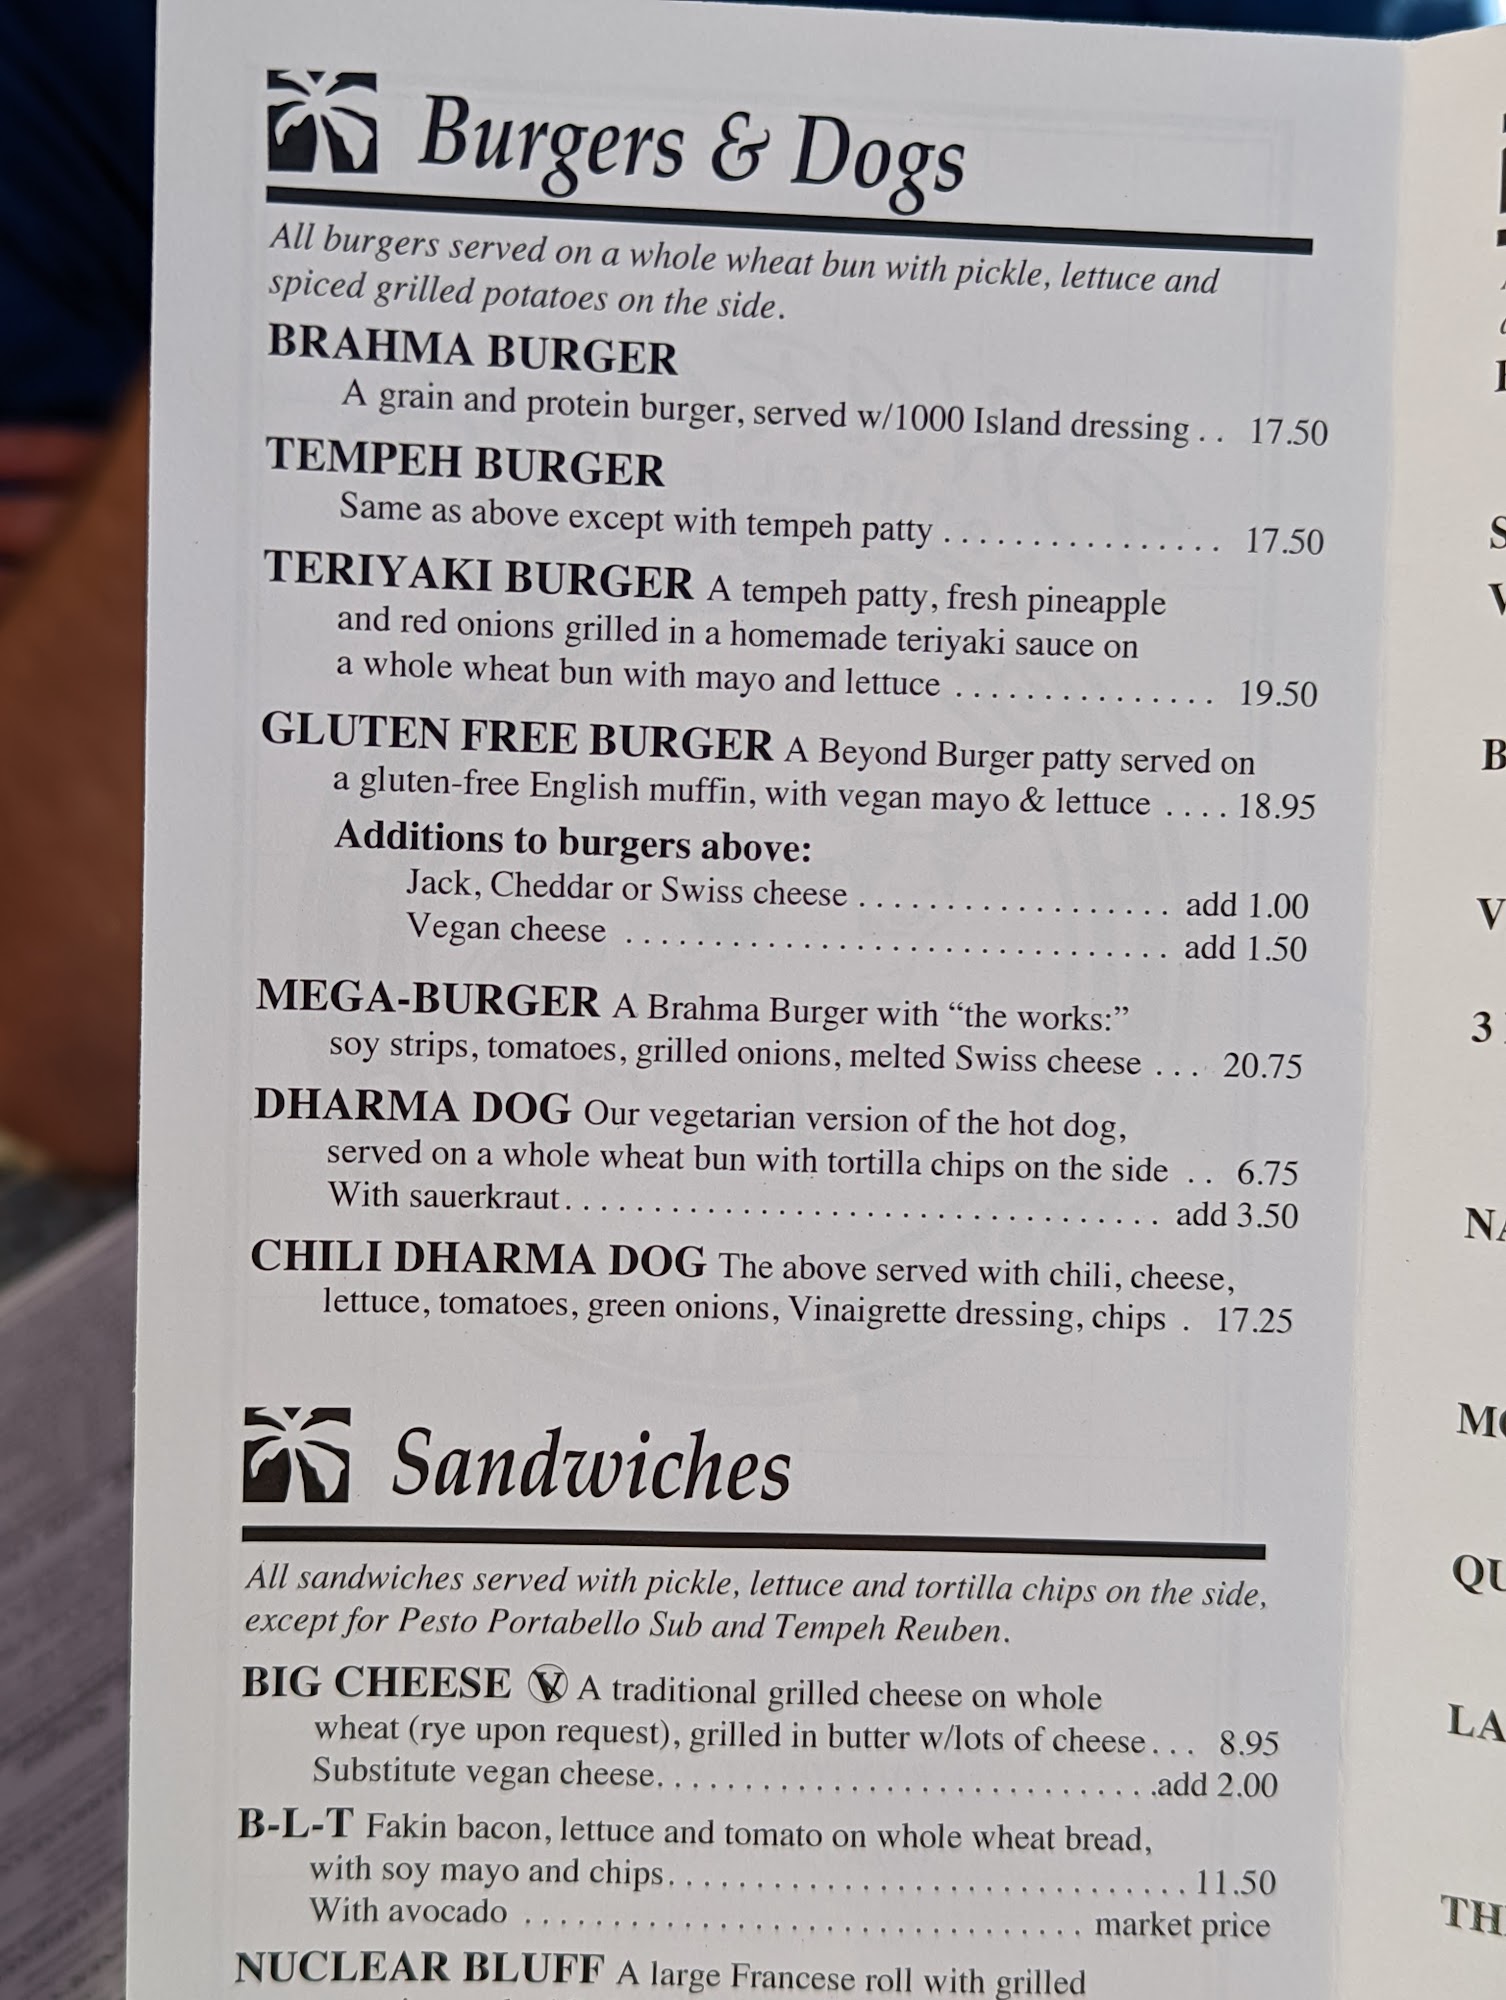 Burgers & Dogs
All burgers served on a whole wheat bun with pickle, lettuce and
spiced grilled potatoes on the side.
BRAHMA BURGER
A grain and protein burger, served w/1000 Island dressing . . 17.50
TEMPEH BURGER
Same as above except with tempeh patty . . . . . . . . . . . . . . . . 17.50
TERIYAKI BURGER A tempeh patty, fresh pineapple
and red onions grilled in a homemade teriyaki sauce on
a whole wheat bun with mayo and lettuce . . . . . . . . . . . . . . . 19.50
GLUTEN FREE BURGER A Beyond Burger patty served on
a gluten-free English muffin, with vegan mayo & lettuce . . . . 18.95
Additions to burgers above:
Jack, Cheddar or Swiss cheese . . . . . . . . . . . . . . . . . . . add 1.00
Vegan cheese . . . . . . . . . . . . . . . . . . . . . . . . . . . . . . . . add 1.50
MEGA-BURGER A Brahma Burger with “the works:”
soy strips, tomatoes, grilled onions, melted Swiss cheese . . . 20.75
DHARMA DOG Our vegetarian version of the hot dog,
served on a whole wheat bun with tortilla chips on the side . . 6.75
With sauerkraut. . . . . . . . . . . . . . . . . . . . . . . . . . . . . . . . . . add 3.50
CHILI DHARMA DOG The above served with chili, cheese,
lettuce, tomatoes, green onions, Vinaigrette dressing, chips . 17.25
Sandwiches
All sandwiches served with pickle, lettuce and tortilla chips on the side,
except for Pesto Portabello Sub and Tempeh Reuben.
BIG CHEESE V A traditional grilled cheese on whole
wheat (rye upon request), grilled in butter w/lots of cheese. . . 8.95
Substitute vegan cheese. . . . . . . . . . . . . . . . . . . . . . . . . . . . .add 2.00
B-L-T Fakin bacon, lettuce and tomato on whole wheat bread,
with soy mayo and chips. . . . . . . . . . . . . . . . . . . . . . . . . . . . . . 11.50
With avocado . . . . . . . . . . . . . . . . . . . . . . . . . . . . . . . . market price
NUCLEAR BLUFF A large Francese roll with grilled